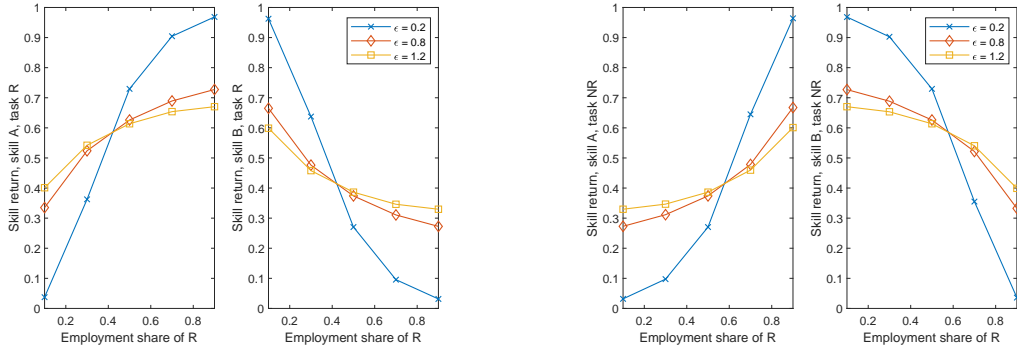 Skill return, skill A, task R
1
0.9
0.8
0.7
0.6
0.5
0.4
0.3
0.2
0.1
0
0.2 0.4 0.6 0.8
Employment share of R
Skill return, skill B, task R
1
0.9
0.8
0.7
0.6
0.5
0.4
0.3
0.2
0.1
0
ϵ = 0.2
ϵ = 0.8
ϵ = 1.2
0.2 0.4 0.6 0.8
Employment share of R
Skill return, skill A, task NR
1
0.9
0.8
0.7
0.6
0.5
0.4
0.3
0.2
0.1
0
ϵ = 0.2
ϵ = 0.8
ϵ = 1.2
0.2 0.4 0.6 0.8
Employment share of R
Skill return, skill B, task NR
1
0.9
0.8
0.7
0.6
0.5
0.4
0.3
0.2
0.1
0
0.2 0.4 0.6 0.8
Employment share of R